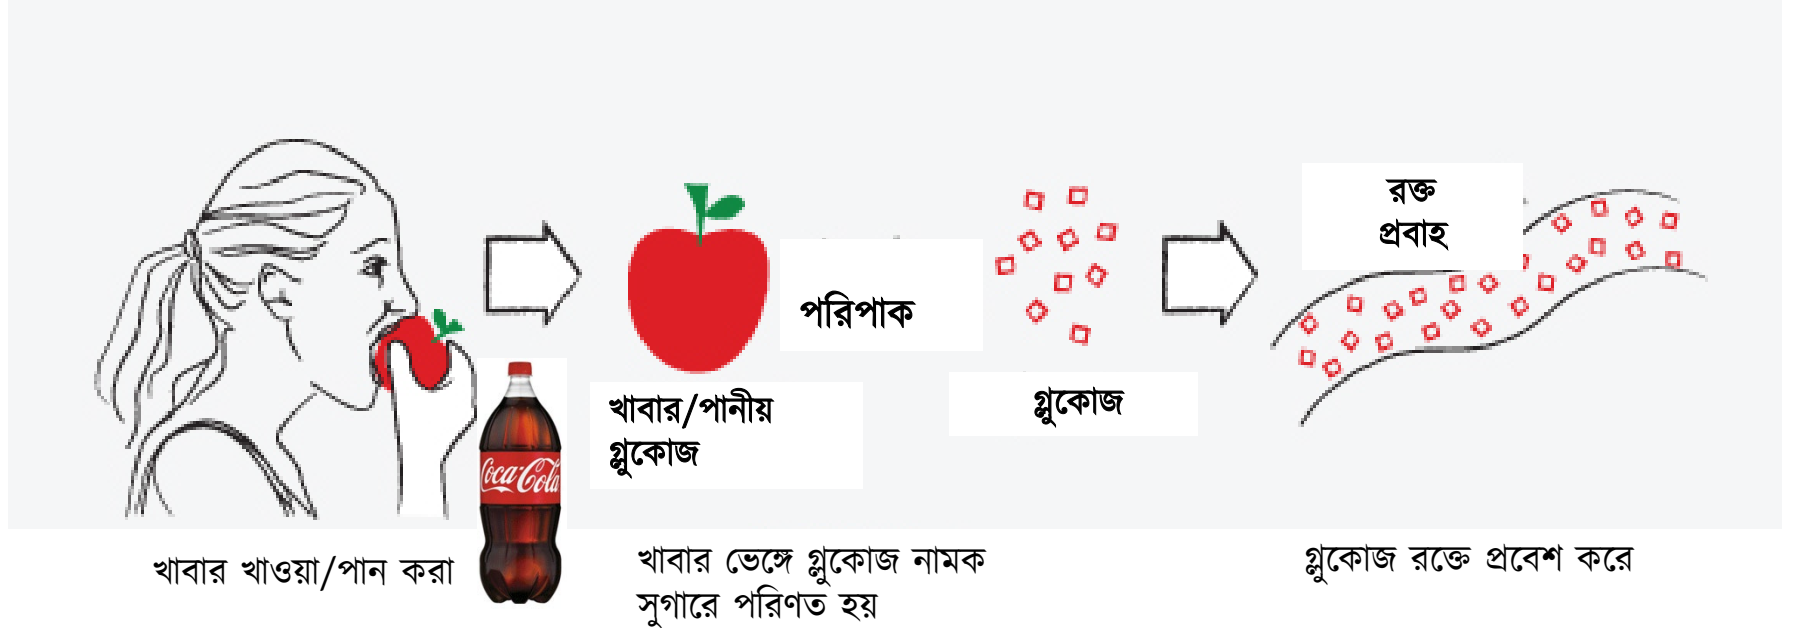 রক্ত
প্রবাহ
পরিপাক
খাবার/পানীয়
গ্লুকোজ
গ্লুকোজ
Coca-Cola
খাবার খাওয়া/পান করা
খাবার ভেঙ্গে গ্লুকোজ নামক
সুগারে পরিণত হয়
গ্লুকোজ রক্তে প্রবেশ করে